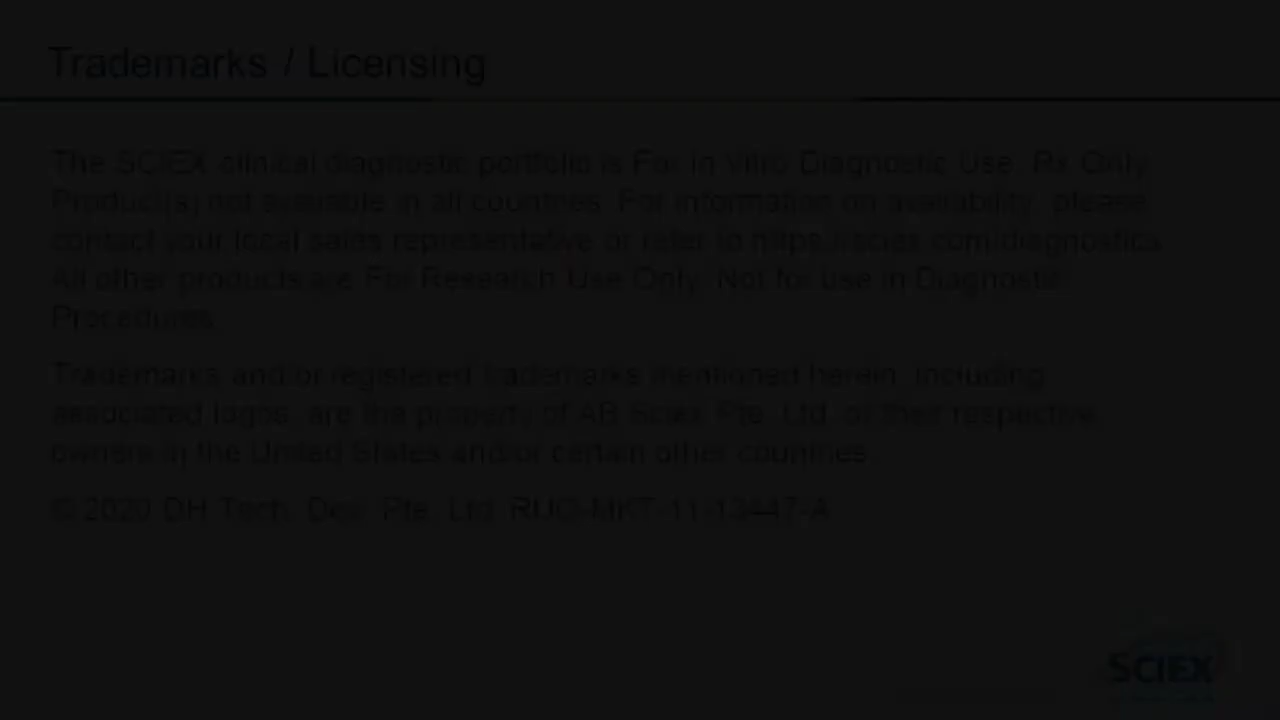 Trademarks / Licensing
The SCIEX clinical diagnostic portfolio is For In Vitro Diagnostic Use. Rx Only.
Product(s) not available in all countries. For information on availability, please
contact your local sales representative or refer to https://sciex.com/diagnostics.
All other products are For Research Use Only. Not for use in Diagnostic
Procedures.
Trademarks and/or registered trademarks mentioned herein, including
associated logos, are the property of AB Sciex Pte. Ltd. or their respective
owners in the United States and/or certain other countries.
© 2020 DH Tech. Dev. Pte. Ltd. RUO-MKT-11-13447-A
SCIEX